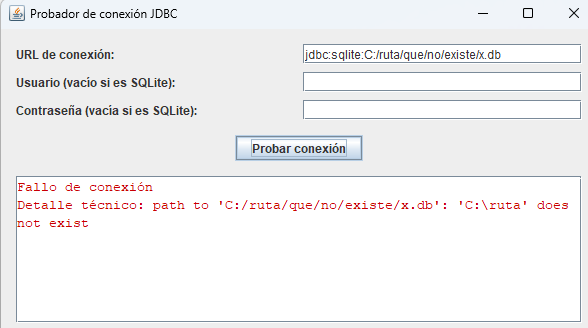 Probador de conexión JDBC
URL de conexión: jdbc:sqlite:C:/ruta/que/no/existe/x.db
Usuario (vacío si es SQLite):
Contraseña (vacía si es SQLite):
Probar conexión
Fallo de conexión
Detalle técnico: path to 'C:/ruta/que/no/existe/x.db': 'C:\ruta' does
not exist